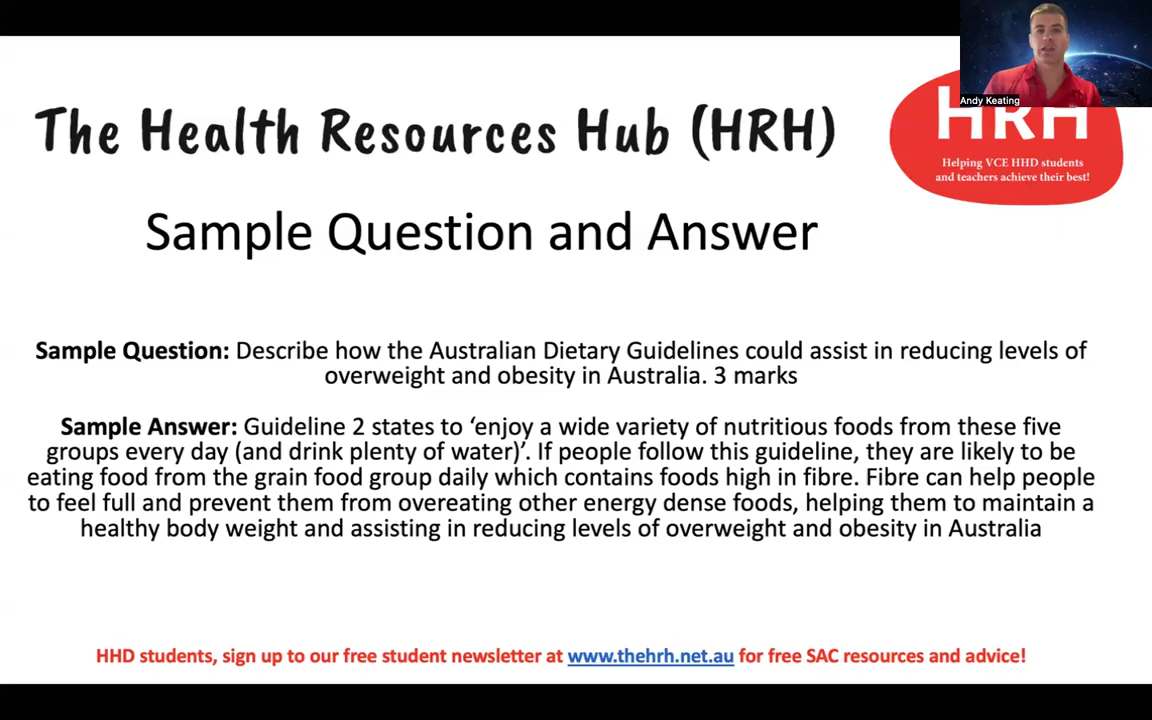 Andy Keating
The Health Resources Hub (HRH)
HRH
Helping VCE HHD students
and teachers achieve their best!
Sample Question and Answer
Sample Question: Describe how the Australian Dietary Guidelines could assist in reducing levels of
overweight and obesity in Australia. 3 marks
Sample Answer: Guideline 2 states to ‘enjoy a wide variety of nutritious foods from these five
groups every day (and drink plenty of water)’. If people follow this guideline, they are likely to be
eating food from the grain food group daily which contains foods high in fibre. Fibre can help people
to feel full and prevent them from overeating other energy dense foods, helping them to maintain a
healthy body weight and assisting in reducing levels of overweight and obesity in Australia
HHD students, sign up to our free student newsletter at www.thehrh.net.au for free SAC resources and advice!